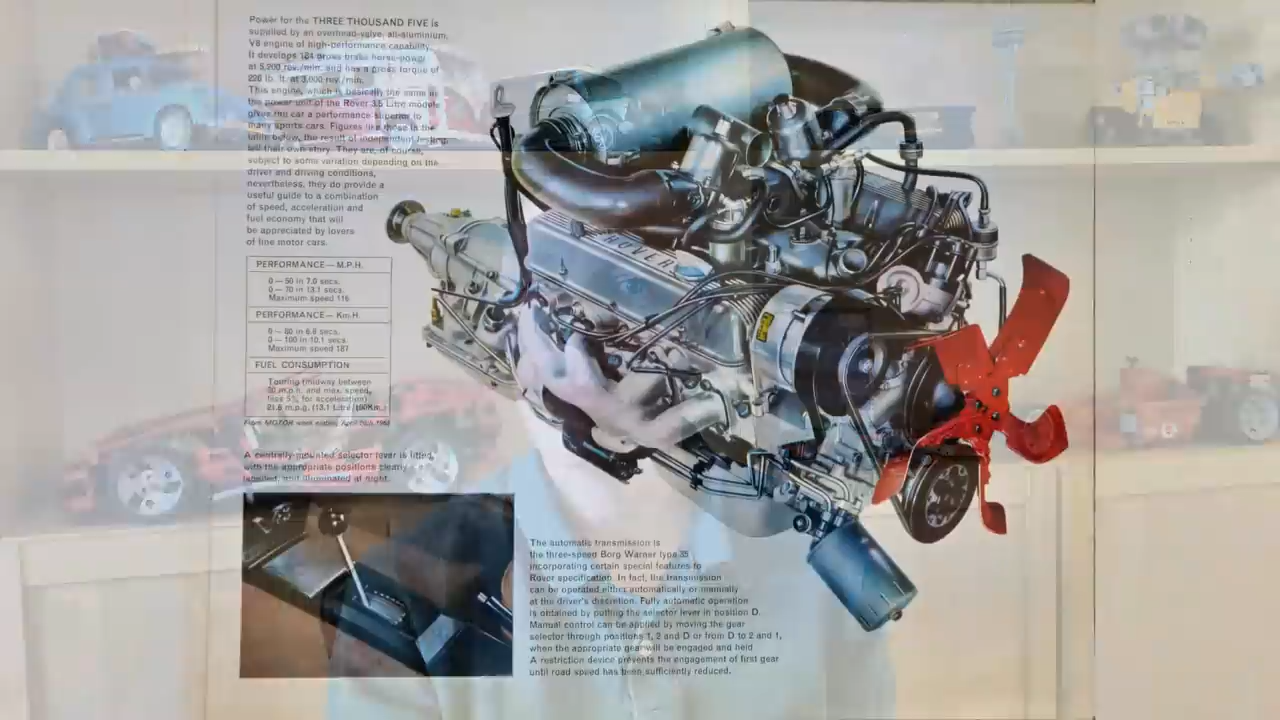 Power for the THREE THOUSAND FIVE is
supplied by an overhead-valve, all-aluminium,
V8 engine of high-performance capability.
It develops 184 gross brake horse-power
at 5,200 rev./min. and has a gross torque of
226 lb. ft. at 3,000 rev./min.
This engine, which is basically the same as
the power unit of the Rover 3.5 Litre models
gives the car a performance superior to
many sports cars. Figures like those in the
table below, the result of independent testing,
tell their own story. They are, of course,
subject to some variation depending on the
driver and driving conditions,
nevertheless, they do provide a
useful guide to a combination
of speed, acceleration and
fuel economy that will
be appreciated by lovers
of fine motor cars.
PERFORMANCE—M.P.H.
0 — 50 in 7.0 secs.
0 — 70 in 13.1 secs.
Maximum speed 116
PERFORMANCE—Km.H.
0 — 80 in 6.8 secs.
0 — 100 in 10.1 secs.
Maximum speed 187
FUEL CONSUMPTION
Touring (midway between
30 m.p.h. and max. speed,
less 5% for acceleration)
21.6 m.p.g. (13.1 Litre/100Km.)
From MOTOR week ending April 1968
A centrally-mounted selector lever is fitted,
with the appropriate positions clearly
labelled, and illuminated at night.
ROVER
The automatic transmission is
the three-speed Borg Warner type 35
incorporating certain special features to
Rover specification. In fact, the transmission
can be operated either automatically or manually
at the driver's discretion. Fully automatic operation
is obtained by putting the selector lever in position D.
Manual control can be applied by moving the gear
selector through positions 1, 2 and D or from D to 2 and 1,
when the appropriate gear will be engaged and held
A restriction device prevents the engagement of first gear
until road speed has been sufficiently reduced.